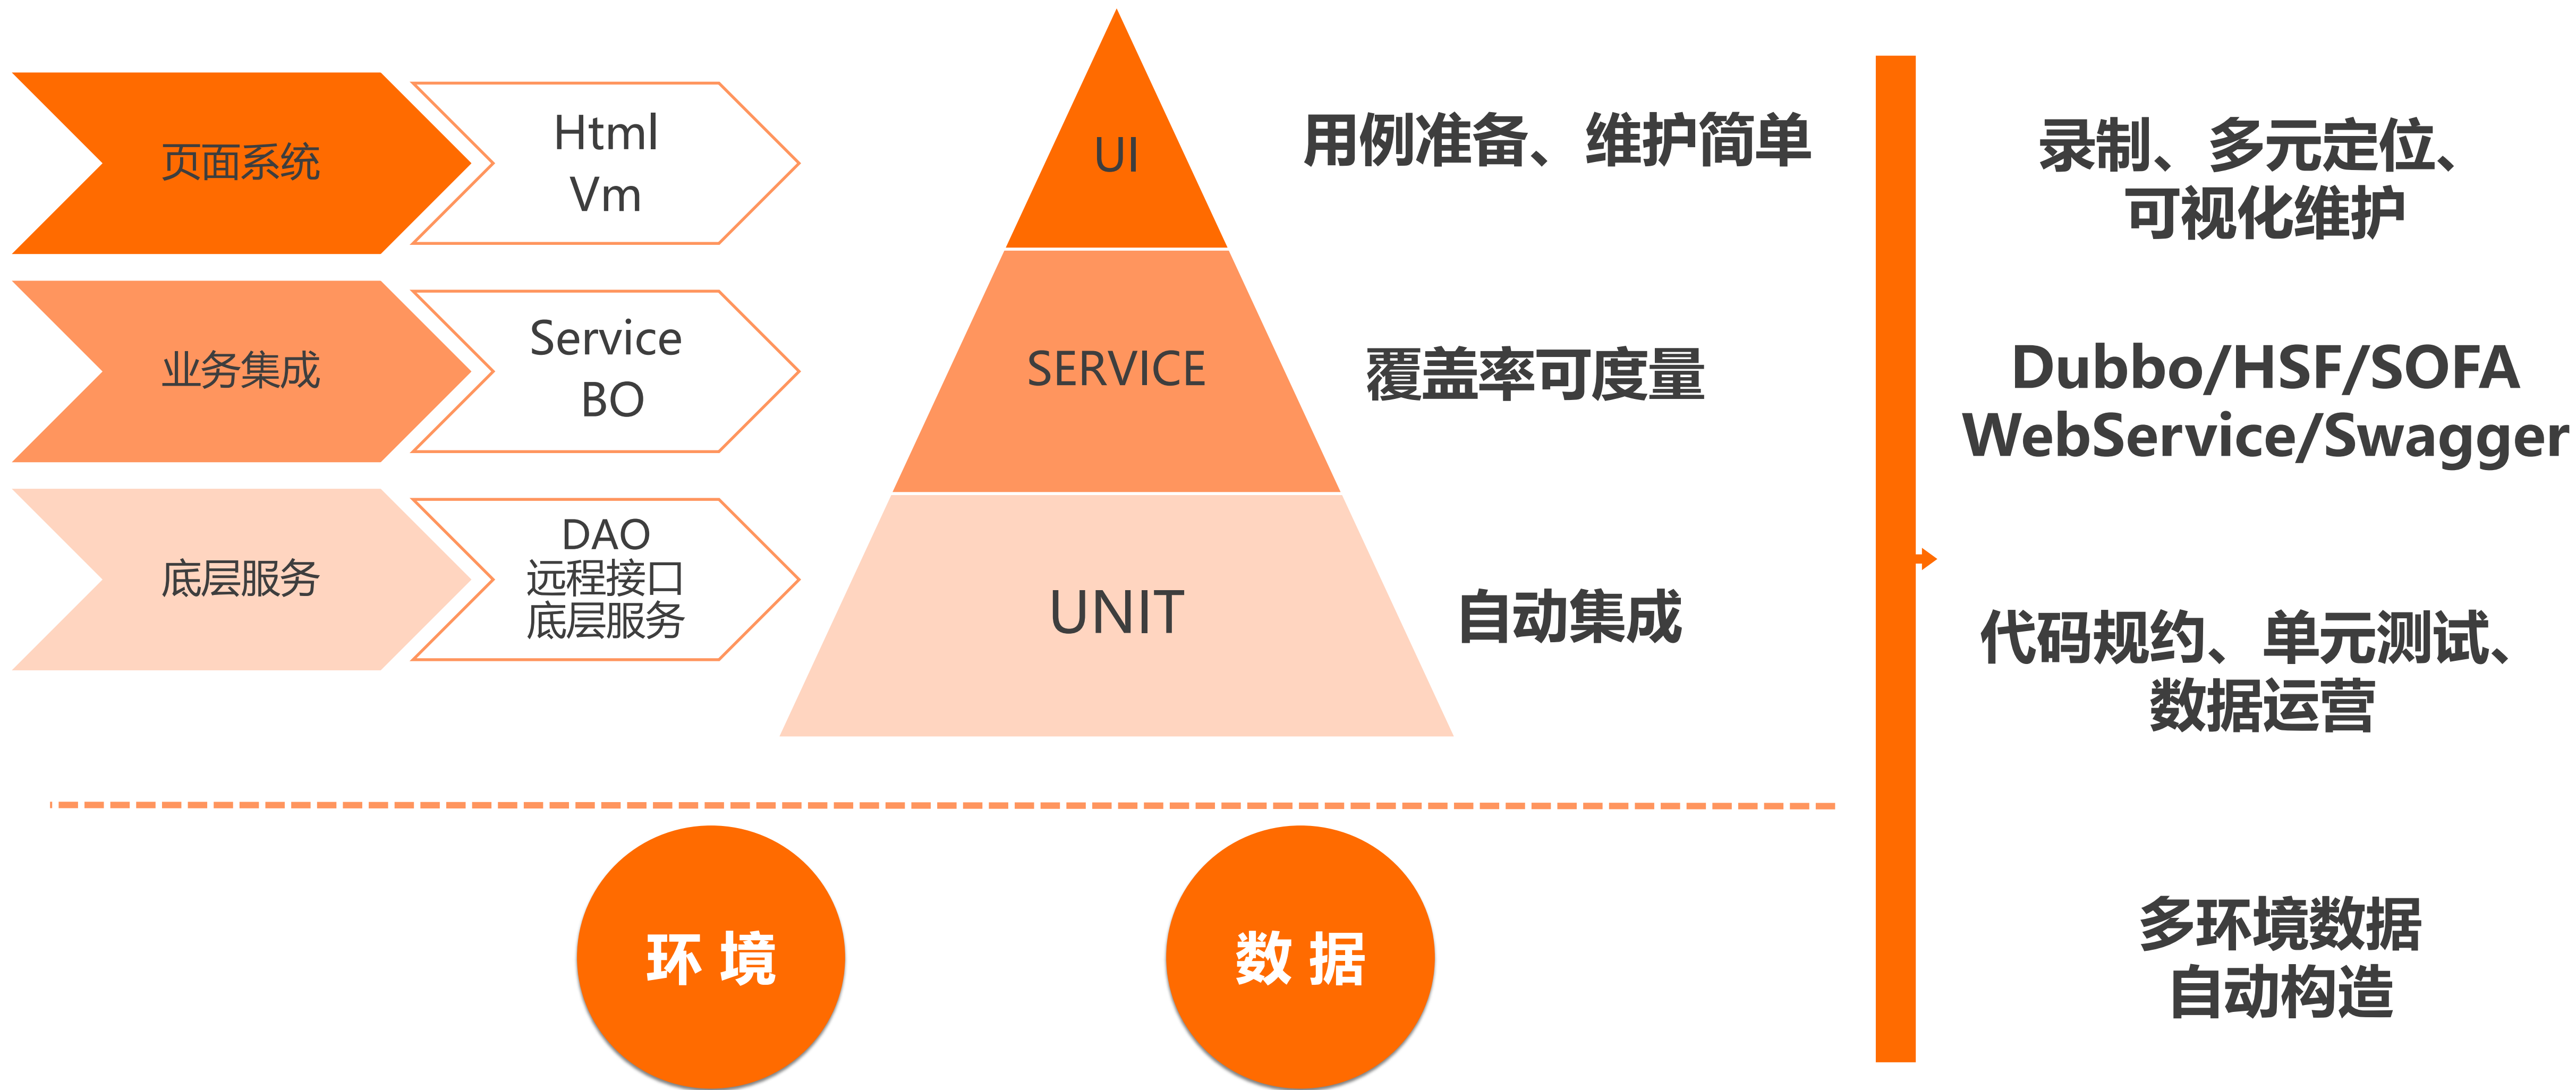 页面系统
Html
Vm
UI
用例准备、维护简单
录制、多元定位、
可视化维护
业务集成
Service
BO
SERVICE
覆盖率可度量
Dubbo/HSF/SOFA
WebService/Swagger
底层服务
DAO
远程接口
底层服务
UNIT
自动集成
代码规约、单元测试、
数据运营
环 境
数 据
多环境数据
自动构造